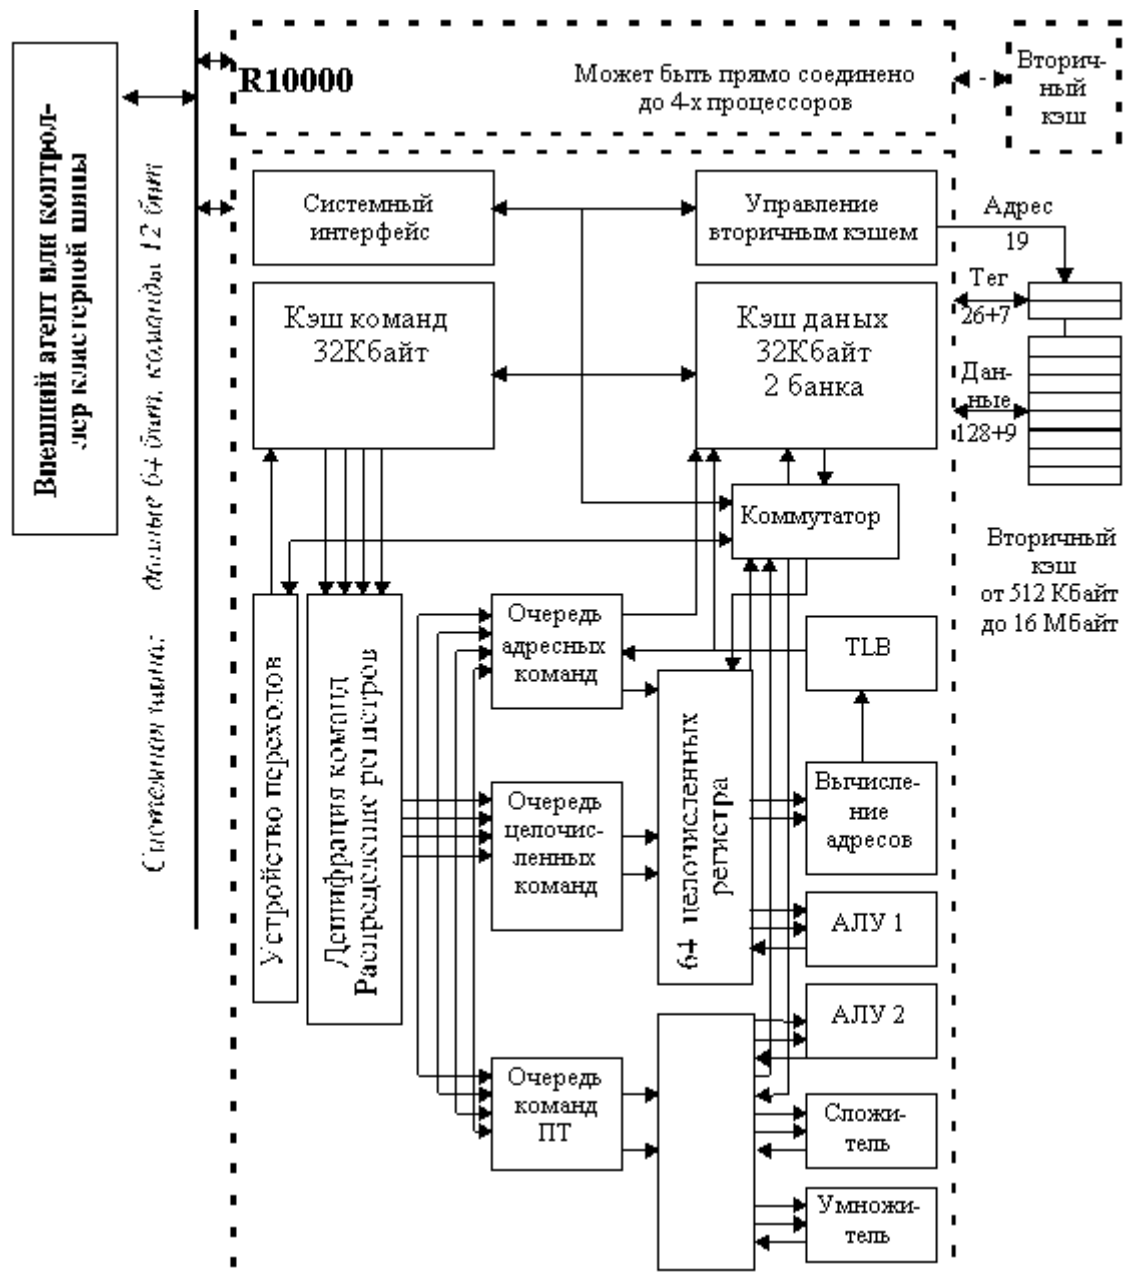 R10000
Может быть прямо соединено
до 4-х процессоров
Вторич-
ный
кэш
Внешний агент или контрол-
лер кластерной шины
Системная шина: данные 64 бит, команды 12 бит
Системный
интерфейс
Управление
вторичным кэшем
Адрес
19
Тег
26+7
Дан-
ные
128+9
Кэш команд
32Кбайт
Кэш даных
32Кбайт
2 банка
Коммутатор
Вторичный
кэш
от 512 Кбайт
до 16 Мбайт
Устройство переходов
Дешифрация команд
Распределение регистров
Очередь
адресных
команд
TLB
64 целочисленных
регистра
Очередь
целочис-
ленных
команд
Вычисле-
ние
адресов
АЛУ 1
АЛУ 2
Очередь
команд
ПТ
Сложи-
тель
Умножи-
тель